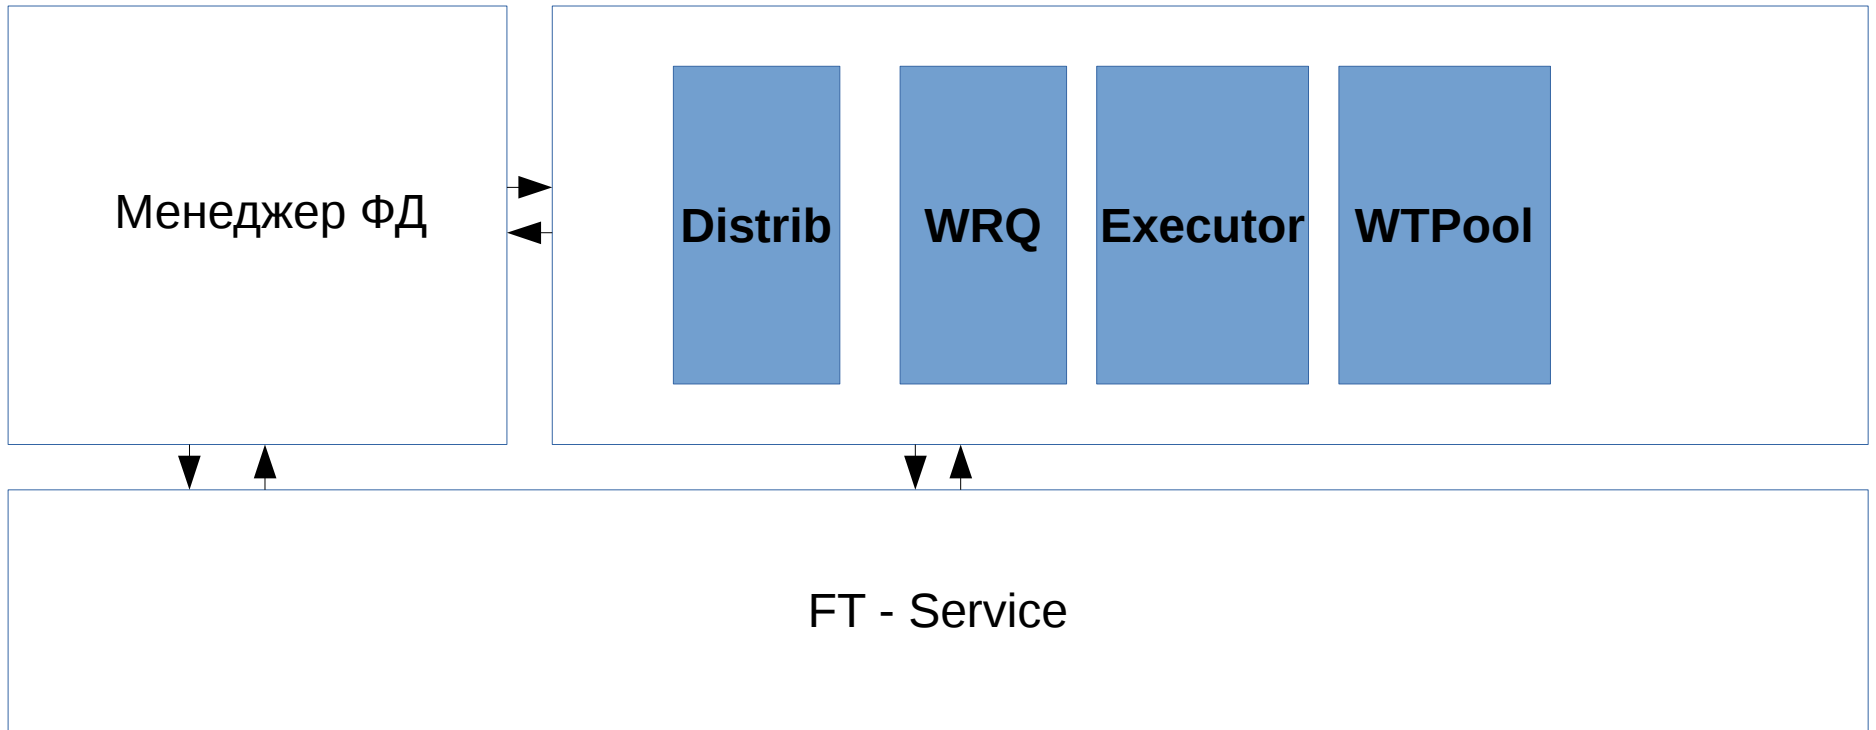 Менеджер ФД
Distrib
WRQ
Executor
WTPool
FT - Service